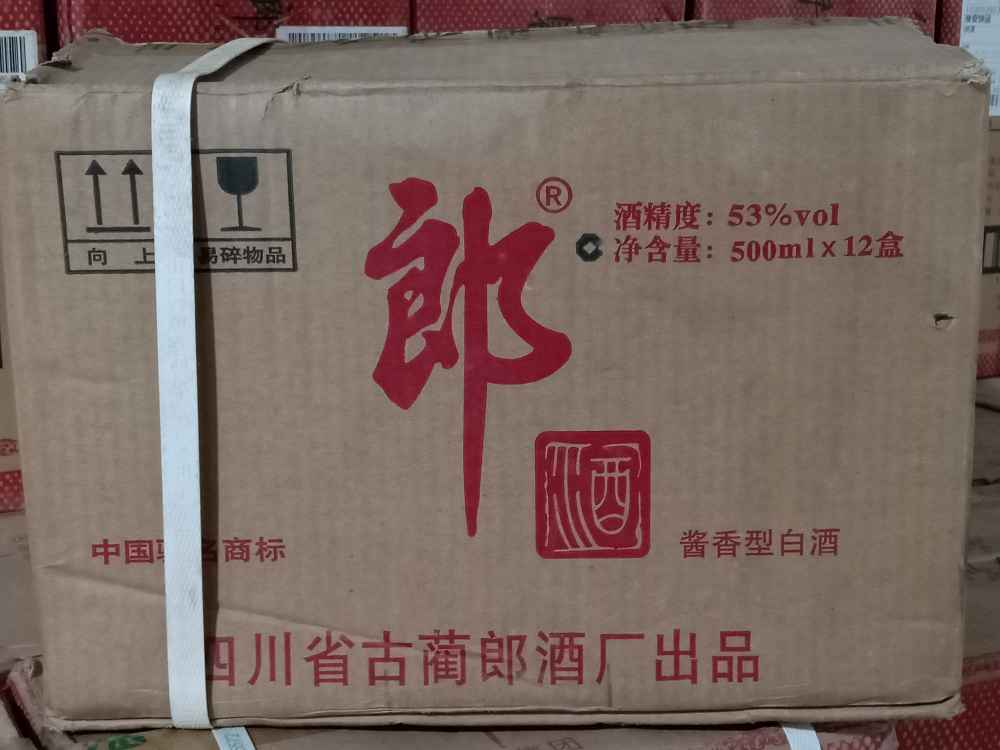 向 上
易碎物品
郎®
酒精度：53%vol
净含量：500ml x 12盒
酒
中国驰名商标
酱香型白酒
四川省古蔺郎酒厂出品